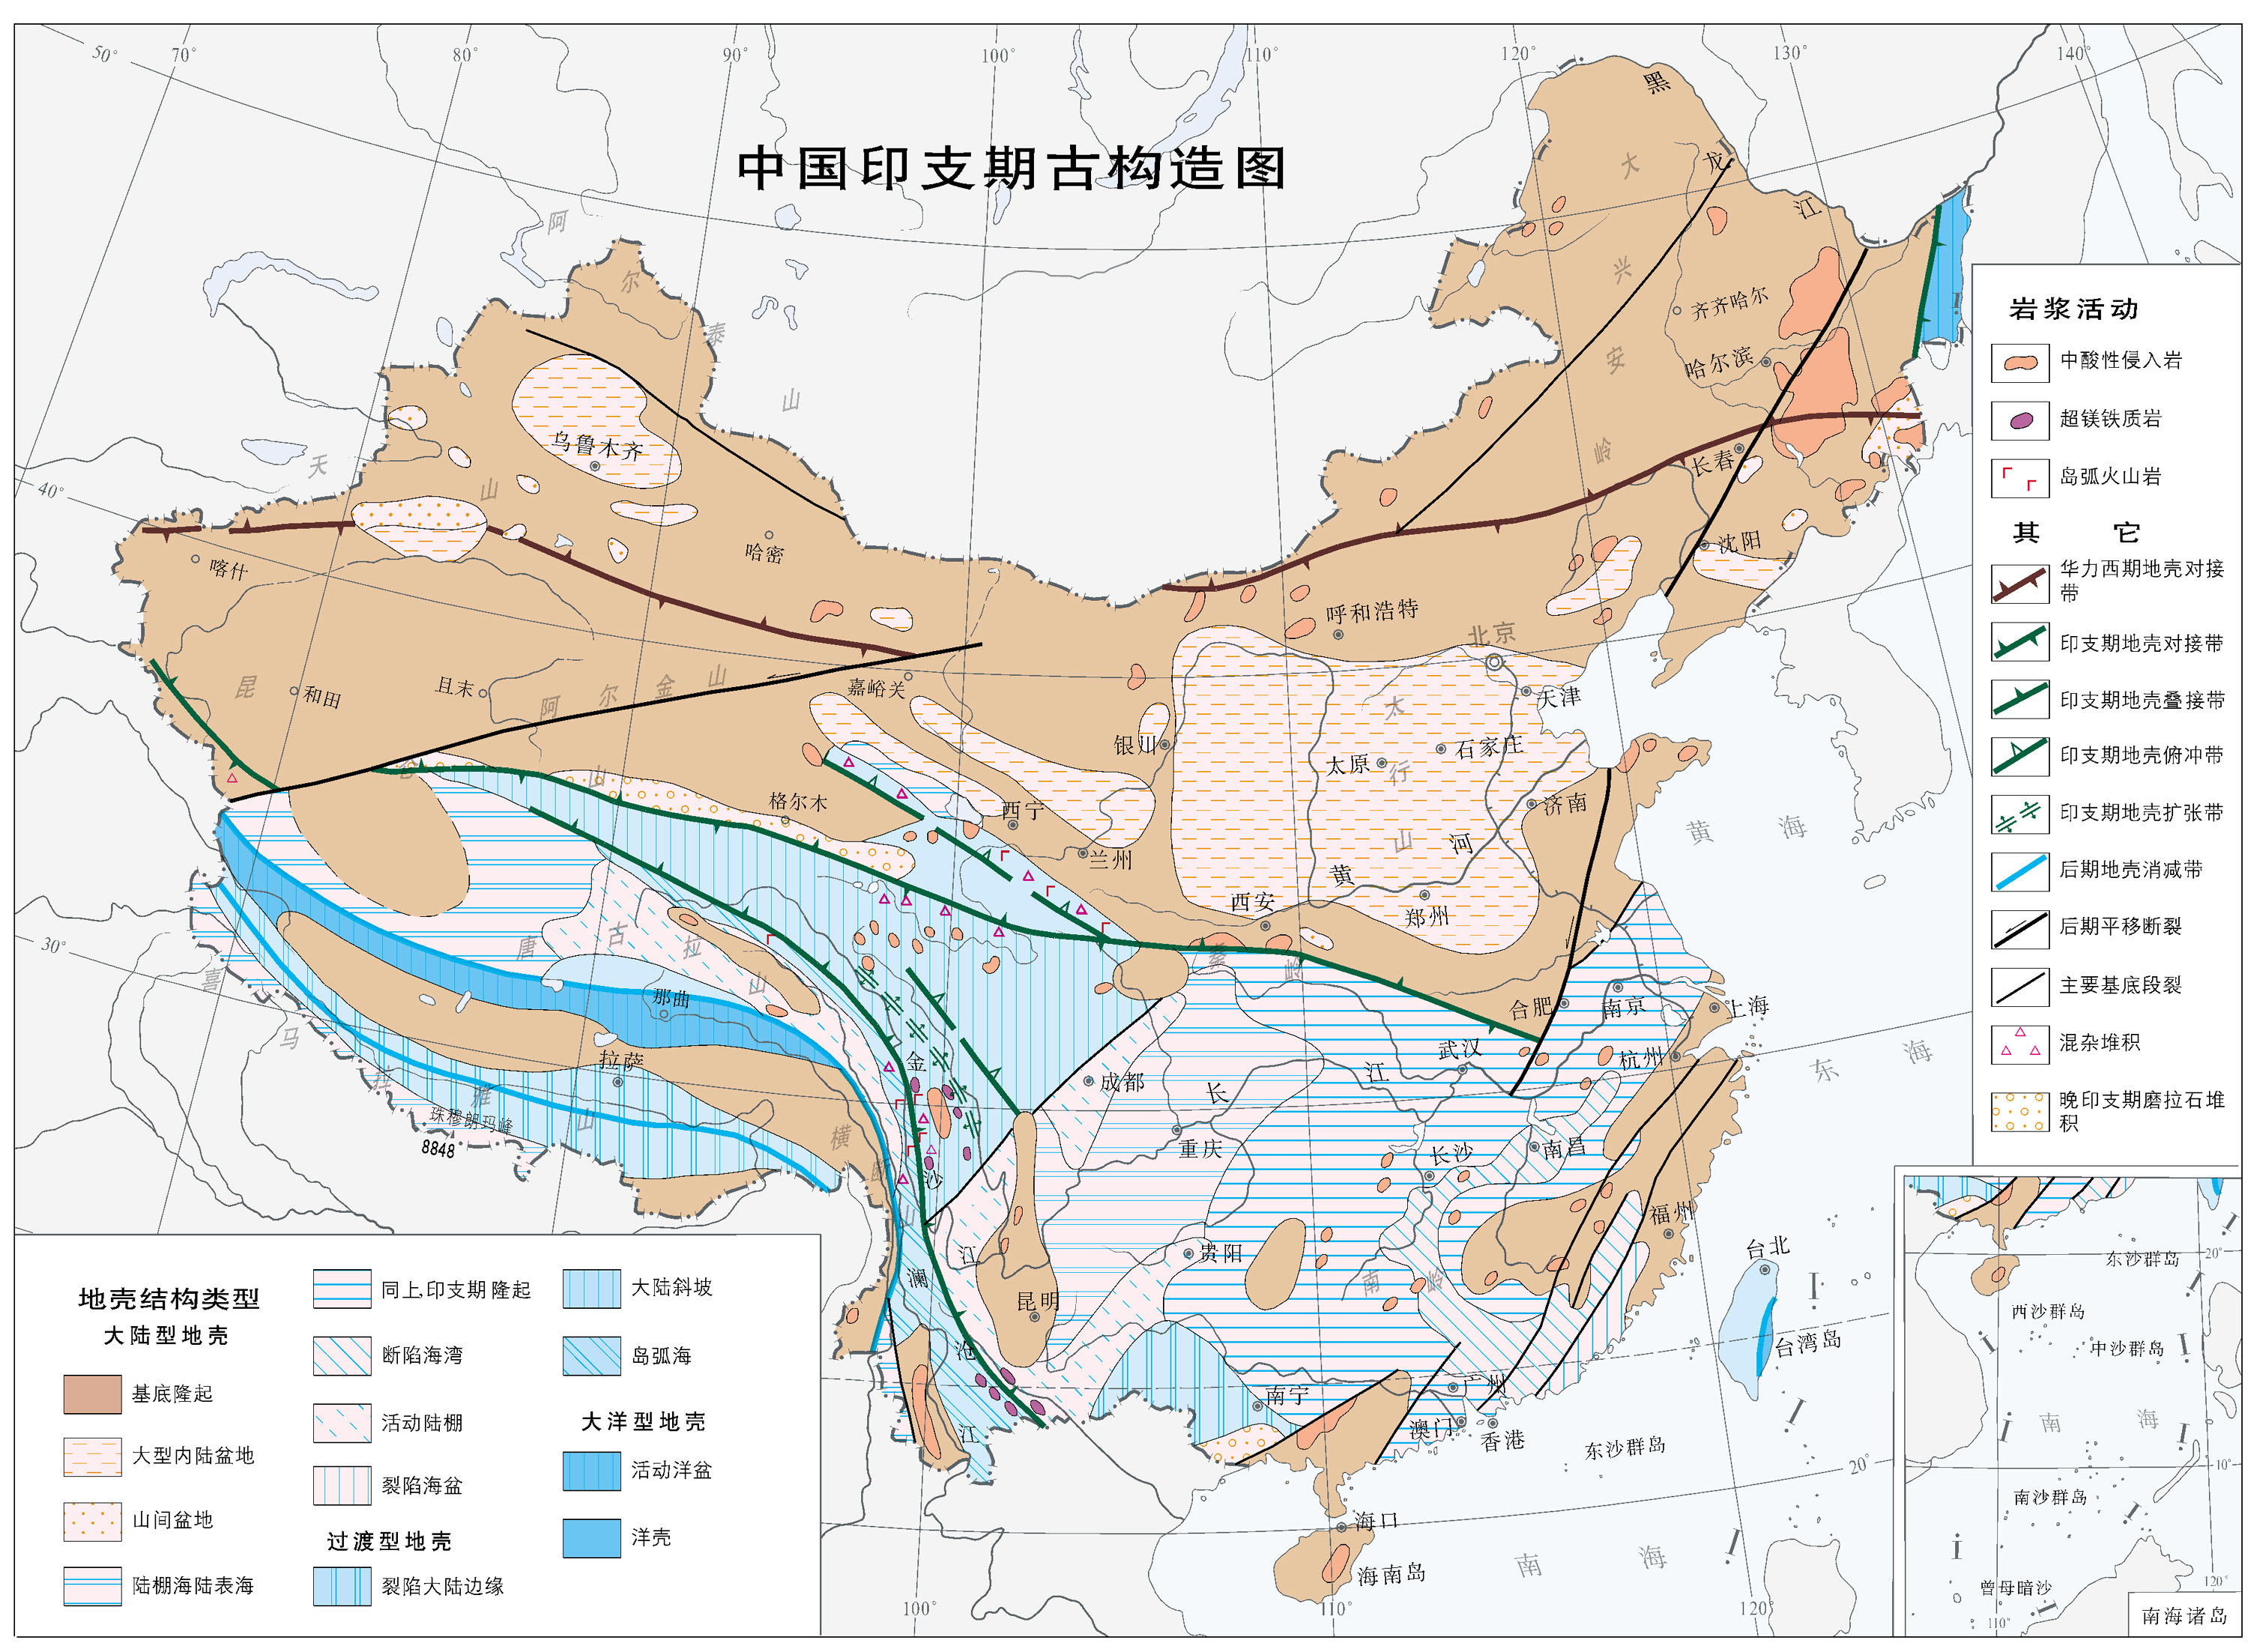 50°
70°
80°
90°
100°
110°
120°
130°
140°
中国印支期古构造图
黑
龙
江
大
兴
安
岭
阿
尔
泰
山
齐齐哈尔
哈尔滨
长春
沈阳
乌鲁木齐
天
山
40°
喀什
哈密
呼和浩特
北京
天津
昆
和田
且末
阿
尔
金
山
嘉峪关
银川
太
行
山
太原
石家庄
济南
山
格尔木
西宁
兰州
黄
河
黄
海
西安
郑州
秦
岭
30°
唐
古
拉
山
那曲
喜
马
拉
雅
山
拉萨
珠穆朗玛峰
8848
横
断
山
金
沙
江
澜
沧
江
成都
重庆
长
江
武汉
合肥
南京
上海
杭州
东
海
长沙
南昌
福州
贵阳
南
岭
昆明
南宁
广州
澳门
香港
台北
台湾岛
东沙群岛
海口
海南岛
南
海
20°
100°
110°
120°
岩浆活动
中酸性侵入岩
超镁铁质岩
岛弧火山岩
其它
华力西期地壳对接
带
印支期地壳对接带
印支期地壳叠接带
印支期地壳俯冲带
印支期地壳扩张带
后期地壳消减带
后期平移断裂
主要基底段裂
混杂堆积
晚印支期磨拉石堆
积
地壳结构类型
大陆型地壳
基底隆起
大型内陆盆地
山间盆地
陆棚海陆表海
同上,印支期隆起
断陷海湾
活动陆棚
裂陷海盆
过渡型地壳
裂陷大陆边缘
大陆斜坡
岛弧海
大洋型地壳
活动洋盆
洋壳
东沙群岛
20°
西沙群岛
中沙群岛
南
海
10°
南沙群岛
曾母暗沙
110°
120°
南海诸岛